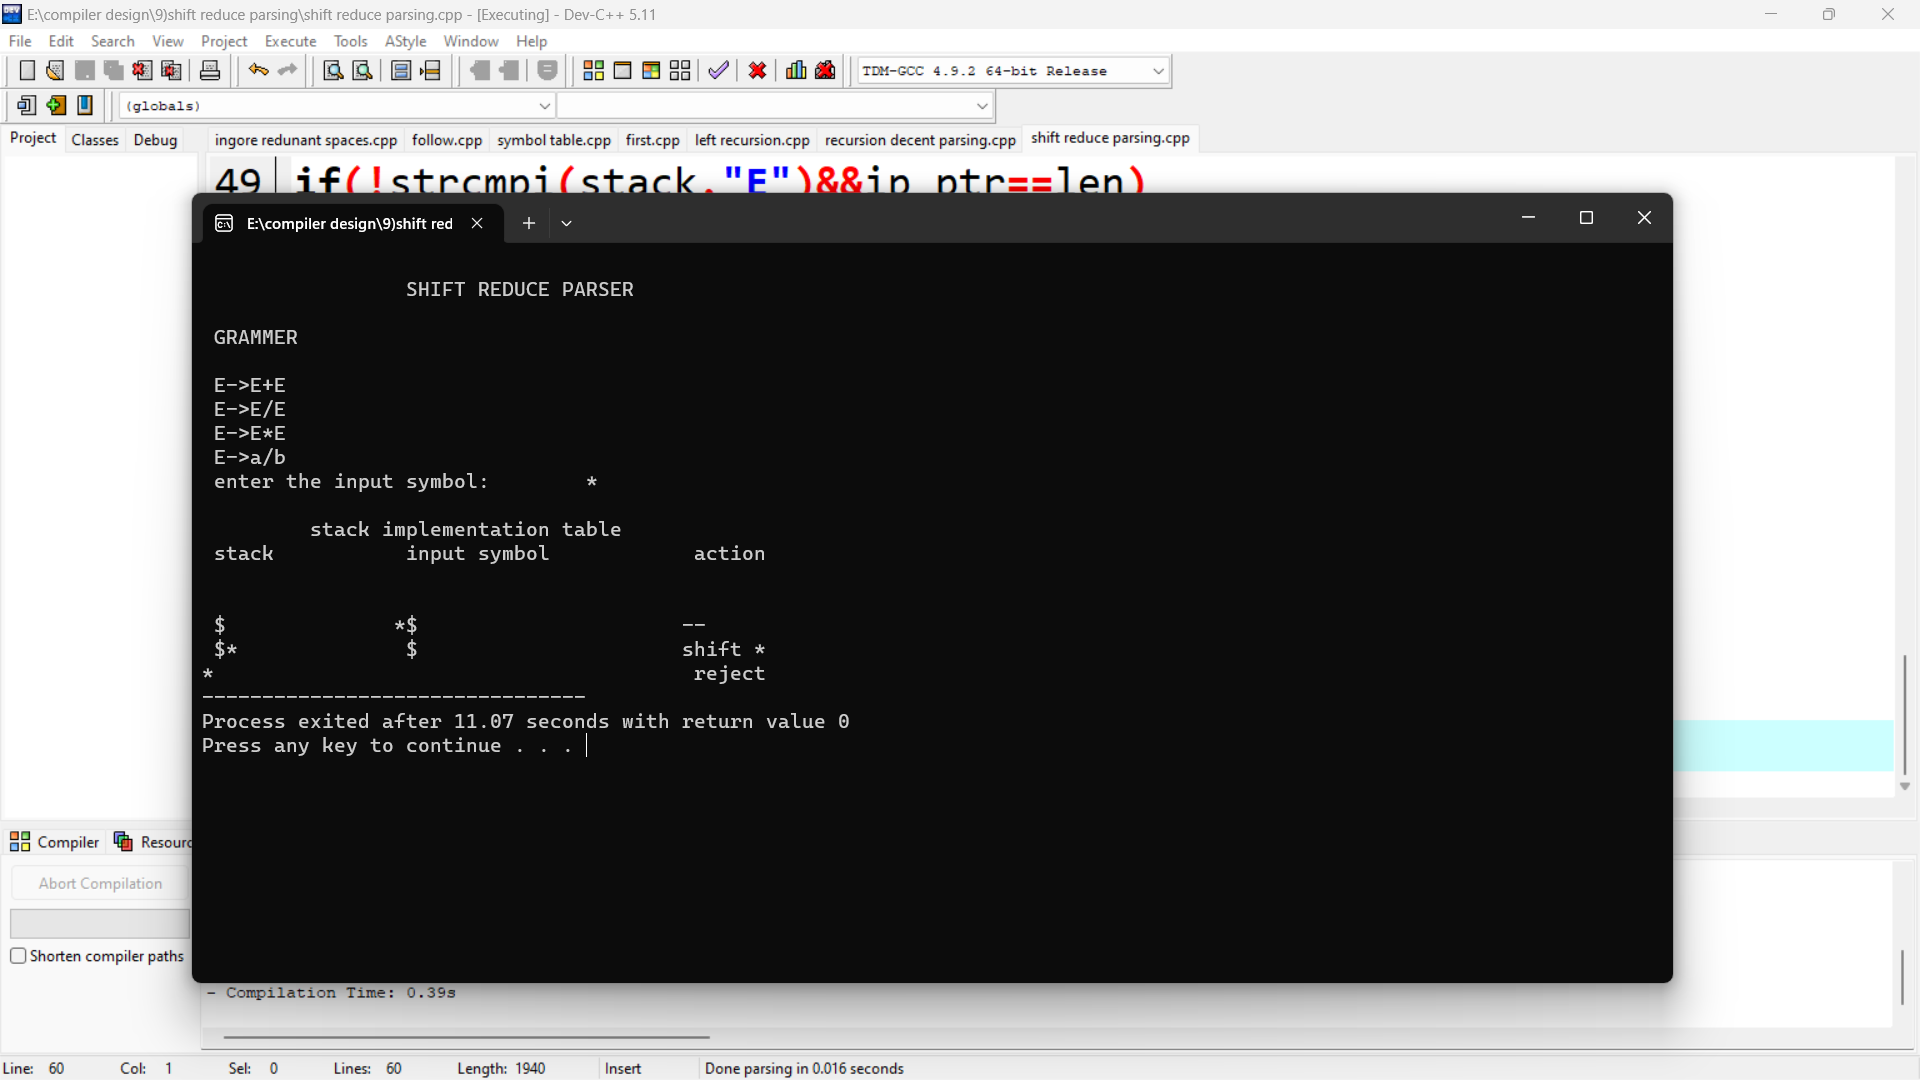 E:\compiler design\9)shift reduce parsing\shift reduce parsing.cpp - [Executing] - Dev-C++ 5.11
File Edit Search View Project Execute Tools AStyle Window Help
TDM-GCC 4.9.2 64-bit Release
(globals)
Project Classes Debug ingore redunant spaces.cpp follow.cpp symbol table.cpp first.cpp left recursion.cpp recursion decent parsing.cpp shift reduce parsing.cpp
49 if(!strcmpi(stack,"E")&&ip_ptr==len)
E:\compiler design\9)shift red
SHIFT REDUCE PARSER
GRAMMER
E->E+E
E->E/E
E->E*E
E->a/b
enter the input symbol: *
stack implementation table
stack input symbol action
$ *$ --
$* $ shift *
* reject
--------------------------------
Process exited after 11.07 seconds with return value 0
Press any key to continue . . .
Compiler Resourc
Abort Compilation
Shorten compiler paths
- Compilation Time: 0.39s
Line: 60 Col: 1 Sel: 0 Lines: 60 Length: 1940 Insert Done parsing in 0.016 seconds